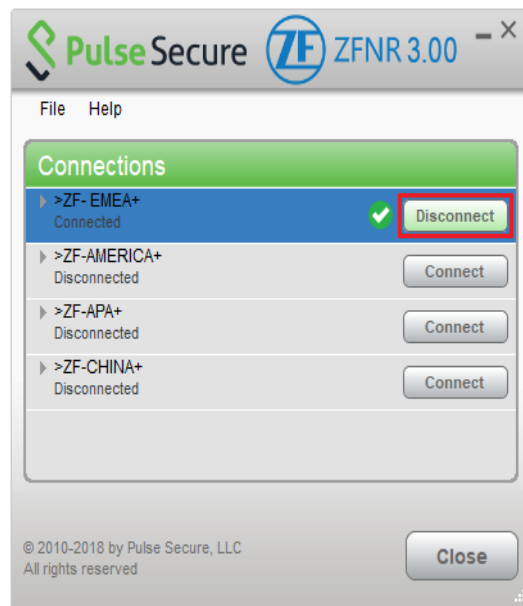 Pulse Secure ZF ZFNR 3.00
File Help
Connections
>ZF- EMEA+
Connected
Disconnect
>ZF-AMERICA+
Disconnected
Connect
>ZF-APA+
Disconnected
Connect
>ZF-CHINA+
Disconnected
Connect
© 2010-2018 by Pulse Secure, LLC
All rights reserved
Close